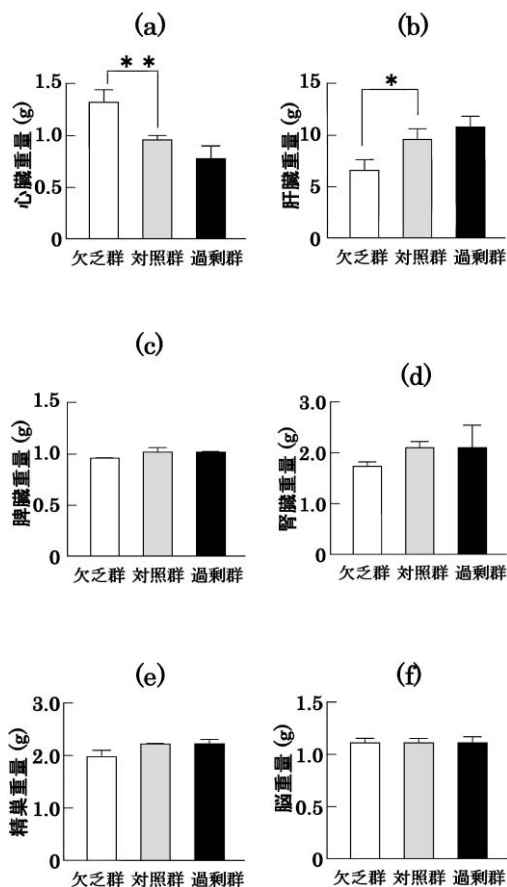 (a)
＊＊
心臓重量 (g)
1.5
1.0
0.5
0
欠乏群 対照群 過剰群
(b)
＊
肝臓重量 (g)
15
10
5
0
欠乏群 対照群 過剰群
(c)
脾臓重量 (g)
1.5
1.0
0.5
0
欠乏群 対照群 過剰群
(d)
腎臓重量 (g)
3.0
2.0
1.0
0
欠乏群 対照群 過剰群
(e)
精巣重量 (g)
3.0
2.0
1.0
0
欠乏群 対照群 過剰群
(f)
脳重量 (g)
1.5
1.0
0.5
0
欠乏群 対照群 過剰群